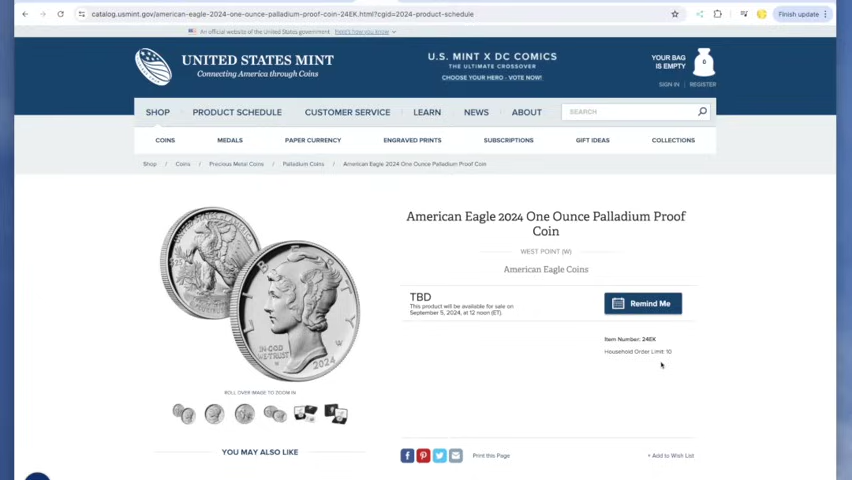 catalog.usmint.gov/american-eagle-2024-one-ounce-palladium-proof-coin-24EK.html?cgid=2024-product-schedule
Finish update
An official website of the United States government Here's how you know
UNITED STATES MINT
Connecting America through Coins
U.S. MINT X DC COMICS
THE ULTIMATE CROSSOVER
CHOOSE YOUR HERO - VOTE NOW!
YOUR BAG
IS EMPTY
0
SIGN IN | REGISTER
SHOP PRODUCT SCHEDULE CUSTOMER SERVICE LEARN NEWS ABOUT SEARCH
COINS MEDALS PAPER CURRENCY ENGRAVED PRINTS SUBSCRIPTIONS GIFT IDEAS COLLECTIONS
Shop / Coins / Precious Metal Coins / Palladium Coins / American Eagle 2024 One Ounce Palladium Proof Coin
American Eagle 2024 One Ounce Palladium Proof
Coin
WEST POINT (W)
American Eagle Coins
TBD
This product will be available for sale on
September 5, 2024, at 12 noon (ET).
Remind Me
Item Number: 24EK
Household Order Limit: 10
$25
LIBERTY
IN GOD
WE TRUST
2024
ROLL OVER IMAGE TO ZOOM IN
YOU MAY ALSO LIKE
Print this Page
+ Add to Wish List